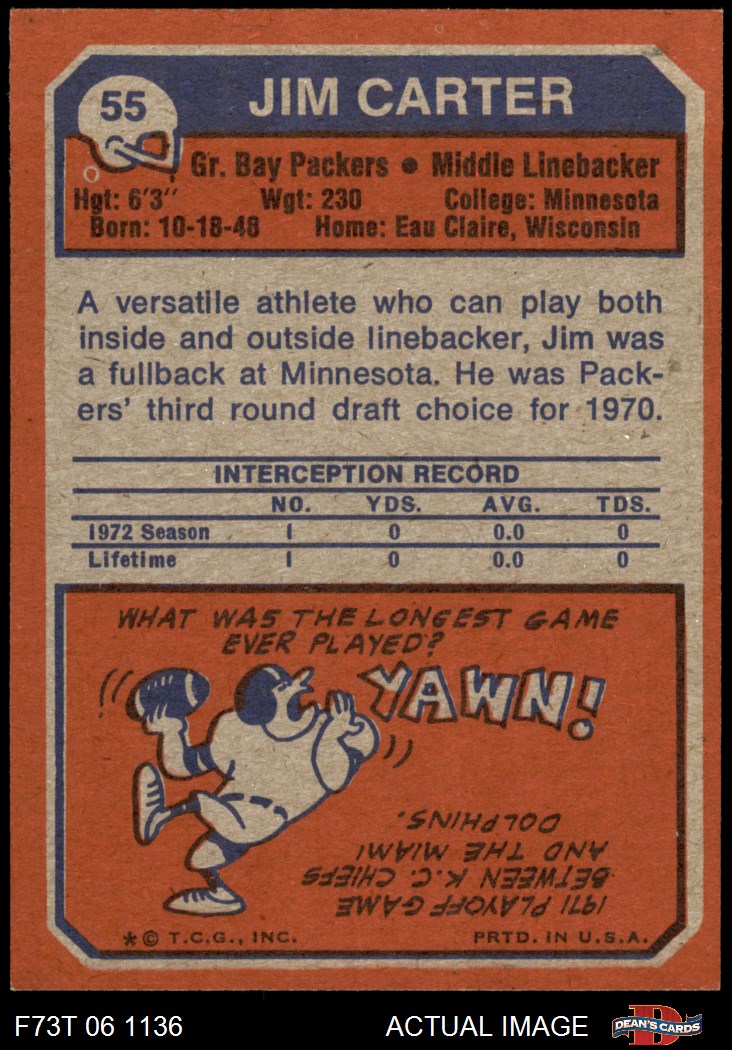 55
JIM CARTER
Gr. Bay Packers • Middle Linebacker
Hgt: 6'3" Wgt: 230 College: Minnesota
Born: 10-18-48 Home: Eau Claire, Wisconsin
A versatile athlete who can play both
inside and outside linebacker, Jim was
a fullback at Minnesota. He was Pack-
ers' third round draft choice for 1970.
INTERCEPTION RECORD
NO. YDS. AVG. TDS.
1972 Season 1 0 0.0 0
Lifetime 1 0 0.0 0
WHAT WAS THE LONGEST GAME
EVER PLAYED?
YAWN!
1971 PLAYOFF GAME
BETWEEN K.C. CHIEFS
AND THE MIAMI
DOLPHINS.
*© T.C.G., INC. PRTD. IN U.S.A.
F73T 06 1136 ACTUAL IMAGE
D
DEAN'S CARDS